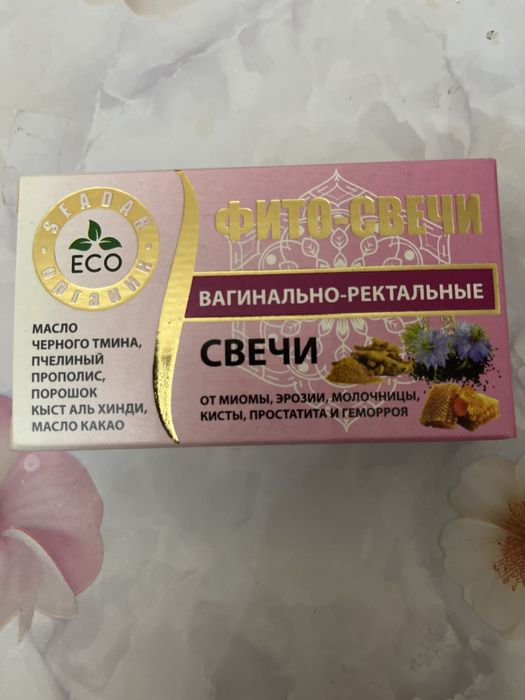 SEADAN
органик
ECO
ФИТО-СВЕЧИ
ВАГИНАЛЬНО-РЕКТАЛЬНЫЕ
СВЕЧИ
ОТ МИОМЫ, ЭРОЗИИ, МОЛОЧНИЦЫ,
КИСТЫ, ПРОСТАТИТА И ГЕМОРРОЯ
МАСЛО
ЧЕРНОГО ТМИНА,
ПЧЕЛИНЫЙ
ПРОПОЛИС,
ПОРОШОК
КЫСТ АЛЬ ХИНДИ,
МАСЛО КАКАО